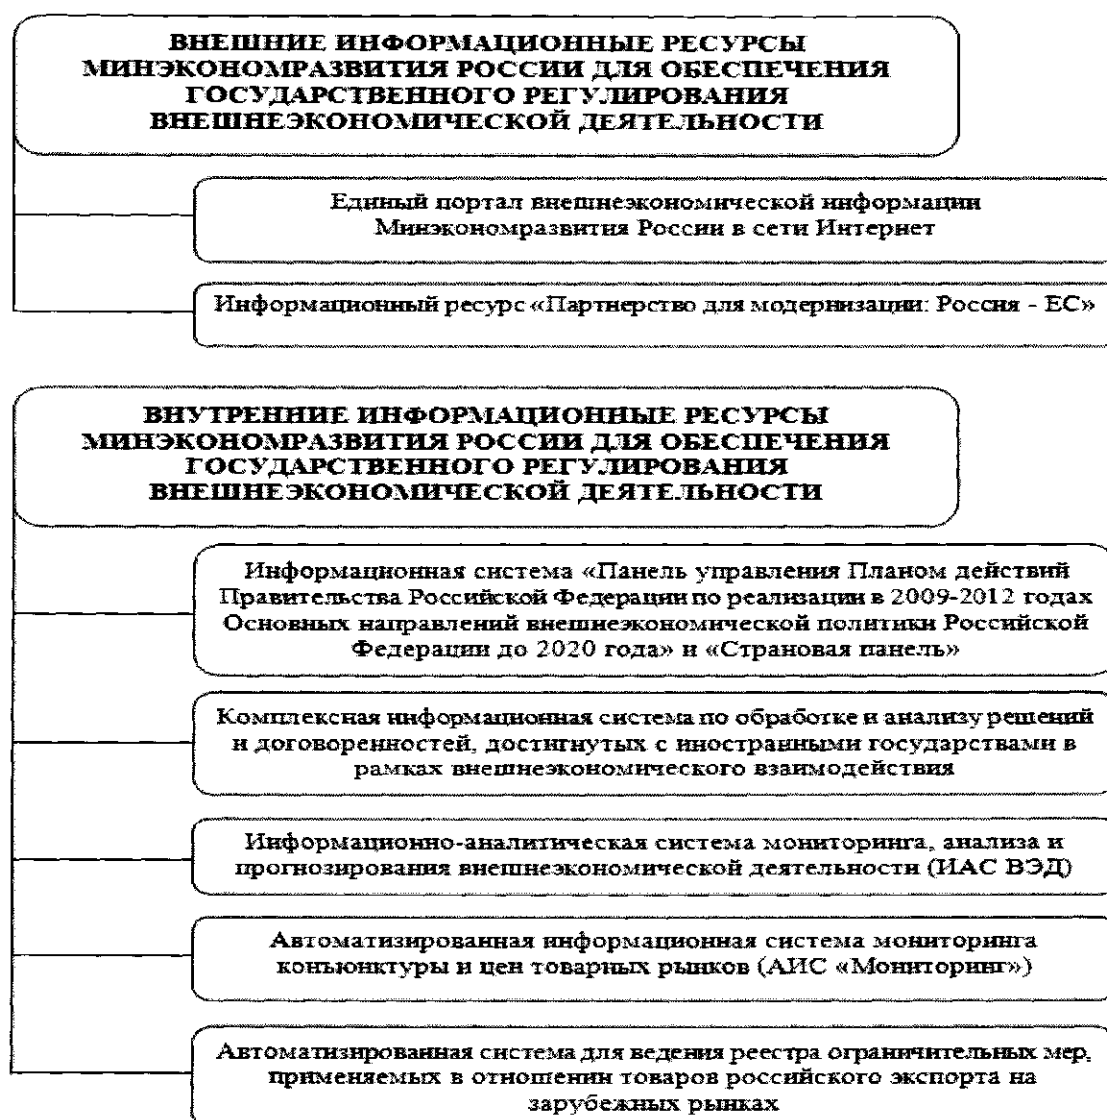 ВНЕШНИЕ ИНФОРМАЦИОННЫЕ РЕСУРСЫ
МИНЭКОНОМРАЗВИТИЯ РОССИИ ДЛЯ ОБЕСПЕЧЕНИЯ
ГОСУДАРСТВЕННОГО РЕГУЛИРОВАНИЯ
ВНЕШНЕЭКОНОМИЧЕСКОЙ ДЕЯТЕЛЬНОСТИ
Единый портал внешнеэкономической информации
Минэкономразвития России в сети Интернет
Информационный ресурс «Партнерство для модернизации: Россия - ЕС»
ВНУТРЕННИЕ ИНФОРМАЦИОННЫЕ РЕСУРСЫ
МИНЭКОНОМРАЗВИТИЯ РОССИИ ДЛЯ ОБЕСПЕЧЕНИЯ
ГОСУДАРСТВЕННОГО РЕГУЛИРОВАНИЯ
ВНЕШНЕЭКОНОМИЧЕСКОЙ ДЕЯТЕЛЬНОСТИ
Информационная система «Панель управления Планом действий
Правительства Российской Федерации по реализации в 2009-2012 годах
Основных направлений внешнеэкономической политики Российской
Федерации до 2020 года» и «Страновая панель»
Комплексная информационная система по обработке и анализу решений
и договоренностей, достигнутых с иностранными государствами в
рамках внешнеэкономического взаимодействия
Информационно-аналитическая система мониторинга, анализа и
прогнозирования внешнеэкономической деятельности (ИАС ВЭД)
Автоматизированная информационная система мониторинга
конъюнктуры и цен товарных рынков (АИС «Мониторинг»)
Автоматизированная система для ведения реестра ограничительных мер,
применяемых в отношении товаров российского экспорта на
зарубежных рынках